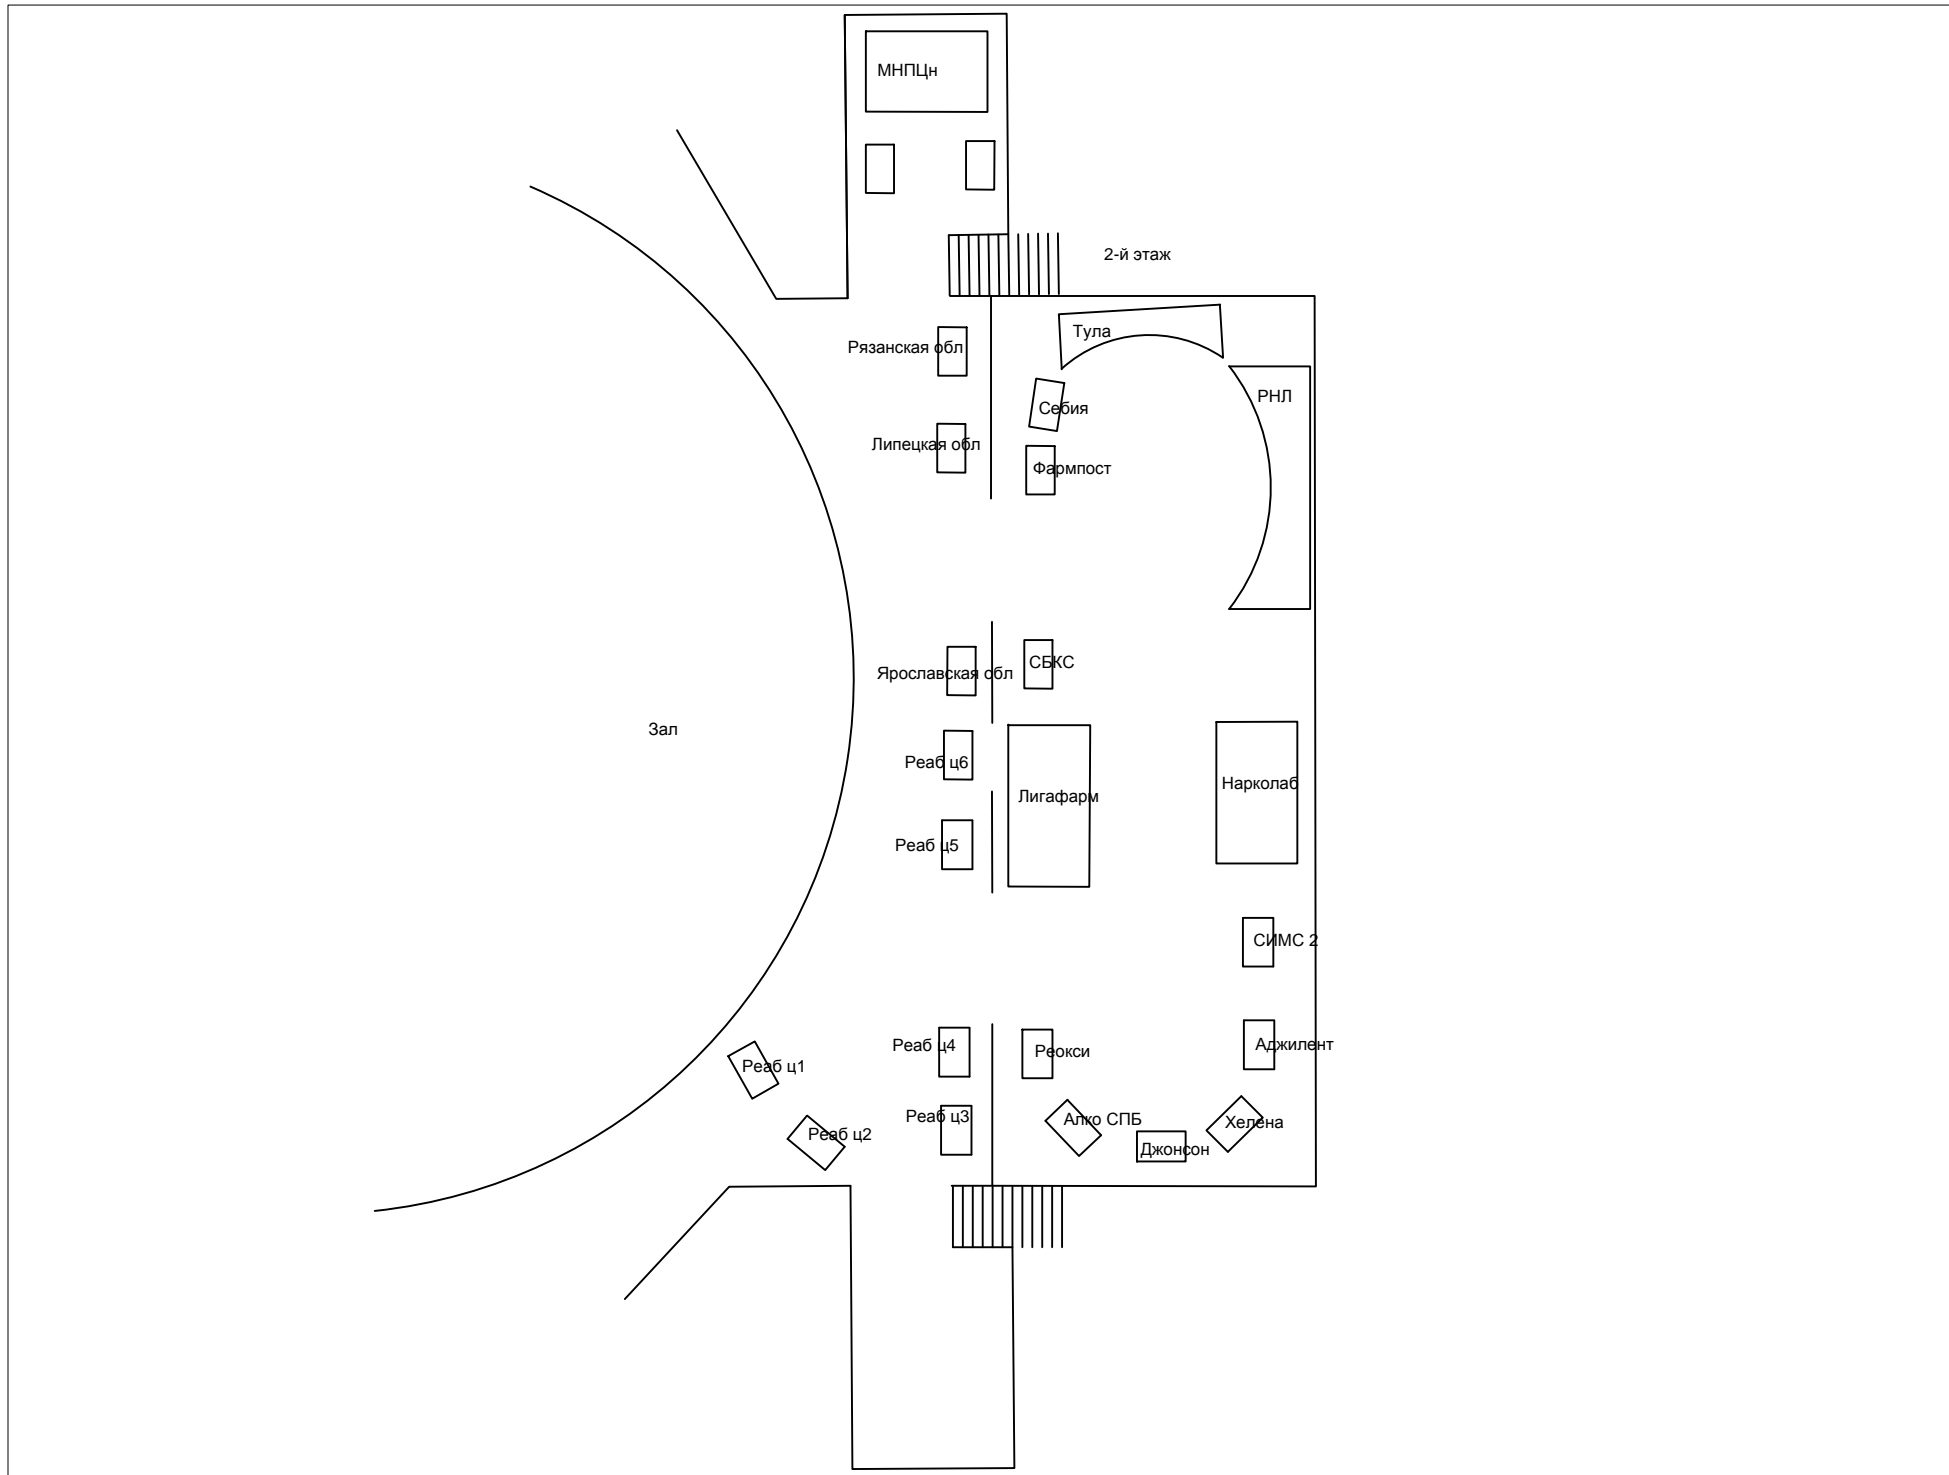 МНПЦн
2-й этаж
Тула
Рязанская обл
РНЛ
Себия
Липецкая обл
Фармпост
СБКС
Ярославская обл
Зал
Реаб ц6
Нарколаб
Лигафарм
Реаб ц5
СИМС 2
Реаб ц4
Аджилент
Реокси
Реаб ц1
Реаб ц3
Алко СПБ
Хелена
Реаб ц2
Джонсон